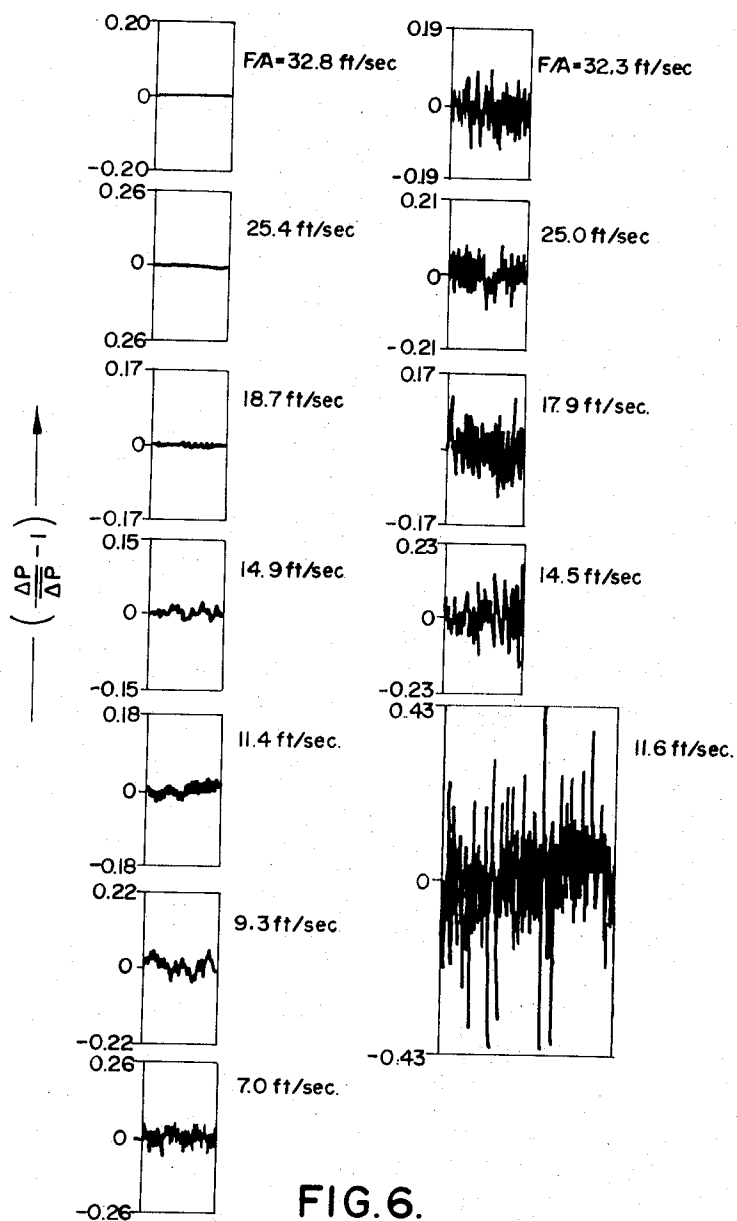 0.20
F/A=32.8 ft/sec
0
-0.20
0.26
25.4 ft/sec
0
0.26
0.17
18.7 ft/sec
0
-0.17
0.15
14.9 ft/sec
0
-0.15
0.18
11.4 ft/sec.
0
-0.18
0.22
9.3 ft/sec.
0
-0.22
0.26
7.0 ft/sec.
0
-0.26
0.19
F/A=32.3 ft/sec
0
-0.19
0.21
25.0 ft/sec
0
-0.21
0.17
17.9 ft/sec.
-0.17
0.23
14.5 ft/sec
0
-0.23
0.43
11.6 ft/sec.
0
-0.43
(ΔP/ΔP -1)
FIG.6.